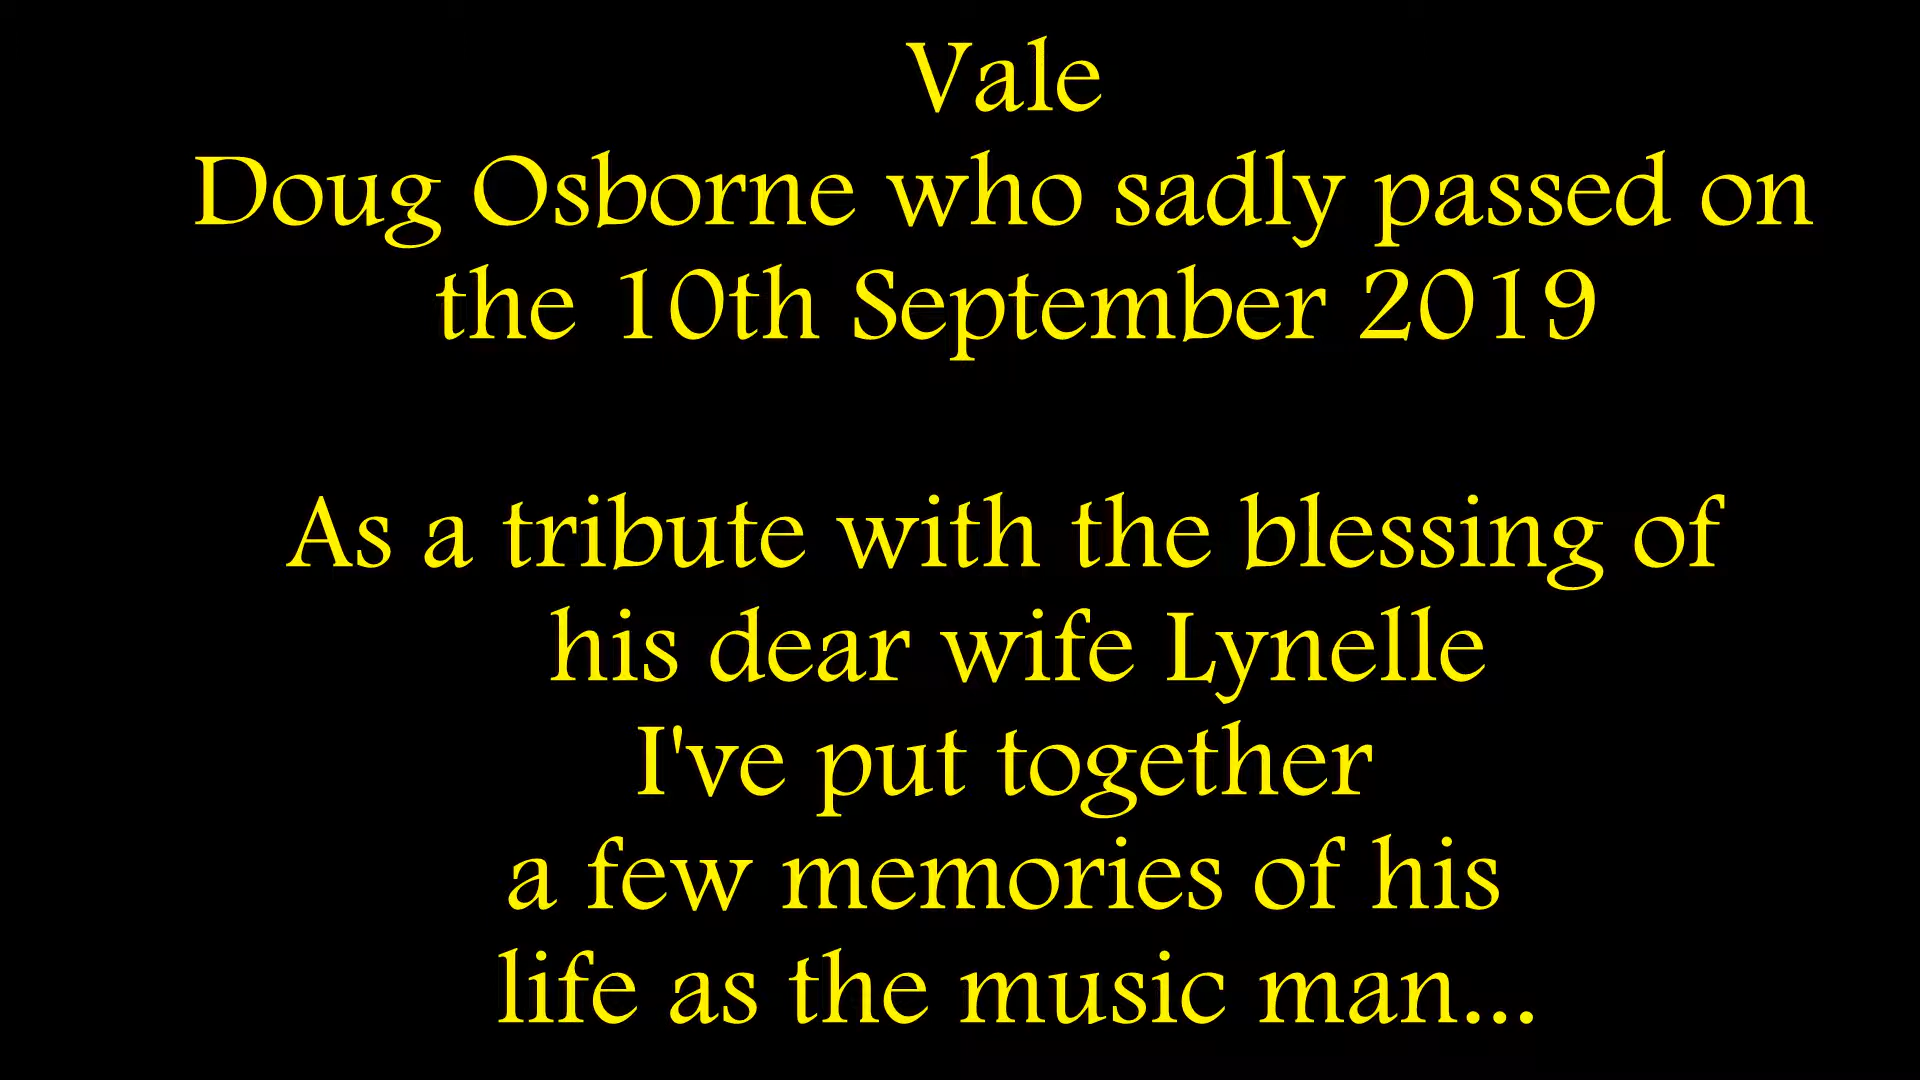 Vale
Doug Osborne who sadly passed on
the 10th September 2019
As a tribute with the blessing of
his dear wife Lynelle
I've put together
a few memories of his
life as the music man...